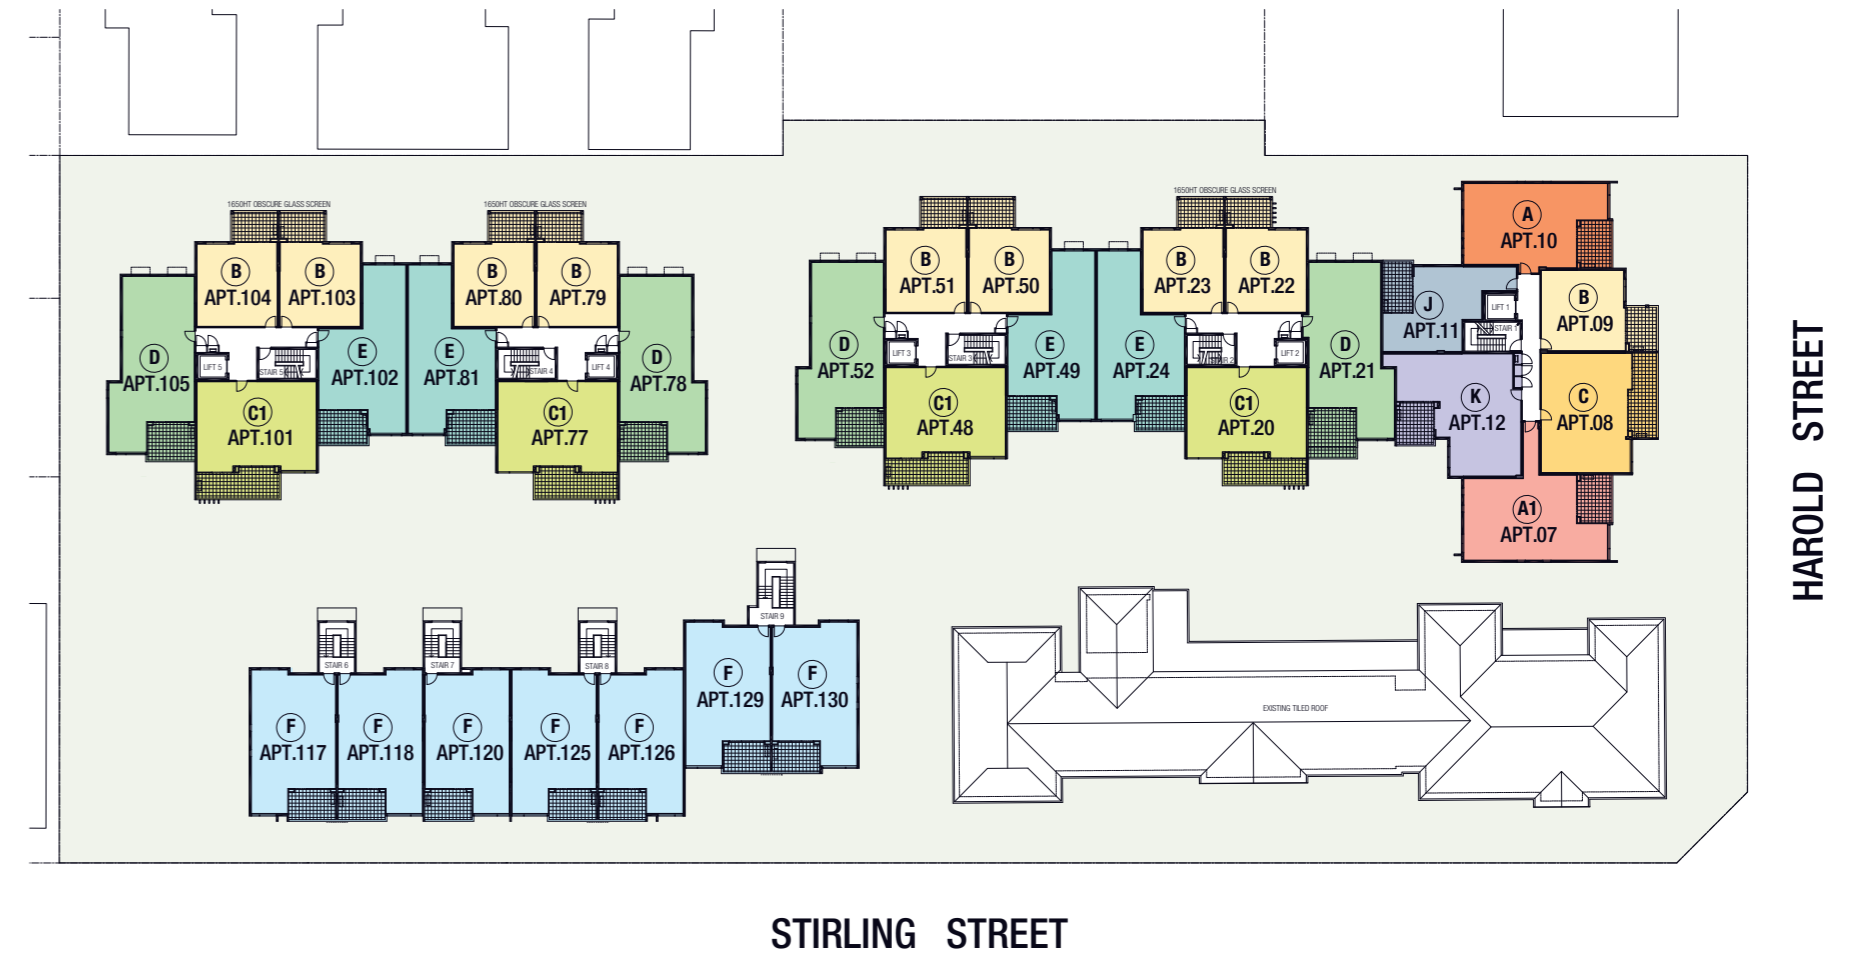 1650HT OBSCURE GLASS SCREEN
1650HT OBSCURE GLASS SCREEN
1650HT OBSCURE GLASS SCREEN
B
APT.104
B
APT.103
B
APT.80
B
APT.79
D
APT.105
E
APT.102
E
APT.81
D
APT.78
LIFT 5
STAIR 5
STAIR 4
LIFT 4
C1
APT.101
C1
APT.77
B
APT.51
B
APT.50
B
APT.23
B
APT.22
D
APT.52
E
APT.49
E
APT.24
D
APT.21
LIFT 3
STAIR 3
STAIR 2
LIFT 2
C1
APT.48
C1
APT.20
A
APT.10
J
APT.11
LIFT 1
STAIR 1
B
APT.09
K
APT.12
C
APT.08
A1
APT.07
HAROLD STREET
STAIR 6
STAIR 7
STAIR 8
STAIR 9
F
APT.117
F
APT.118
F
APT.120
F
APT.125
F
APT.126
F
APT.129
F
APT.130
EXISTING TILED ROOF
STIRLING STREET